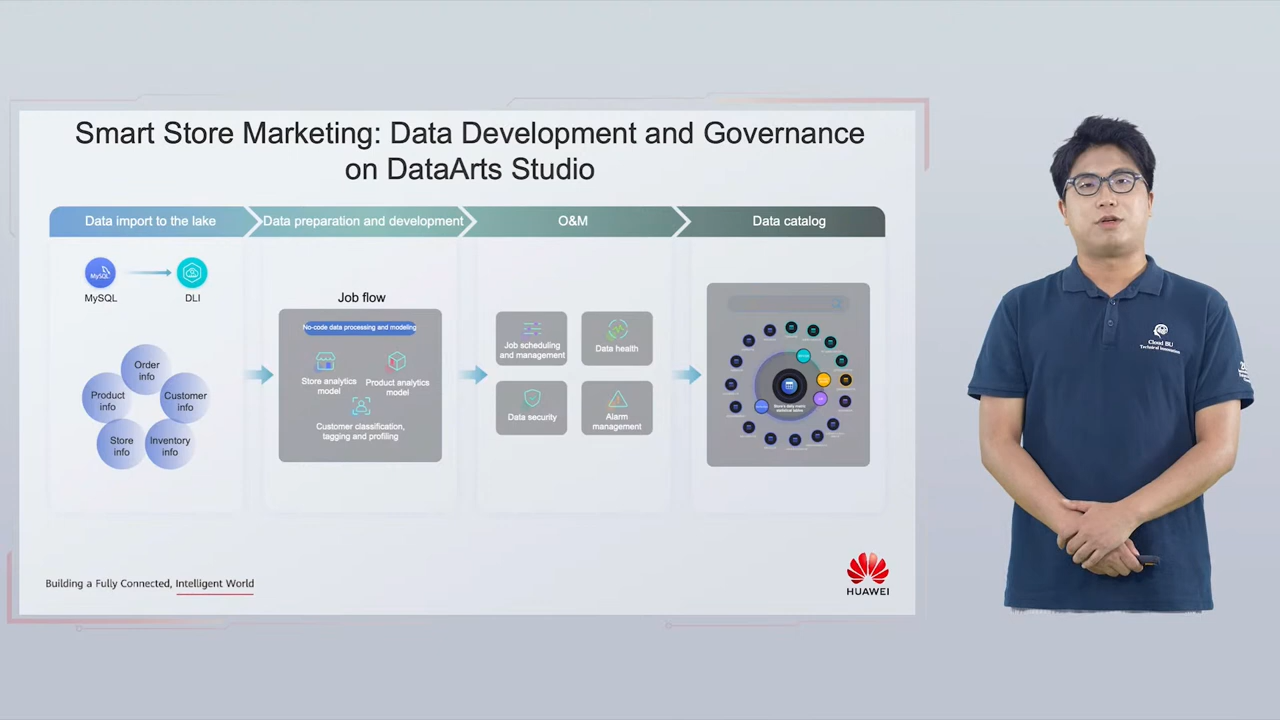 Smart Store Marketing: Data Development and Governance
on DataArts Studio
Data import to the lake
Data preparation and development
O&M
Data catalog
MySQL
MySQL
DLI
Order
info
Product
info
Customer
info
Store
info
Inventory
info
Job flow
No-code data processing and modeling
Store analytics
model
Product analytics
model
Customer classification,
tagging and profiling
Job scheduling
and management
Data health
Data security
Alarm
management
Building a Fully Connected, Intelligent World
HUAWEI
Cloud BU